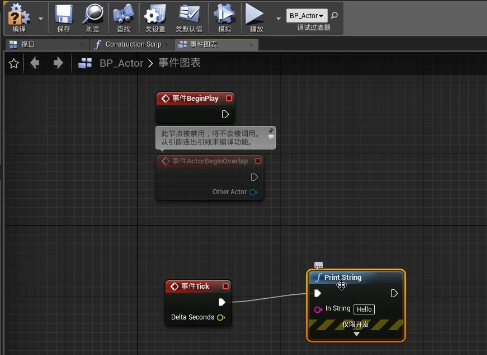 编译 保存 浏览 查找 类设置 类默认值 模拟 播放 BP_Actor 调试过滤器
视口 Construction Scrip 事件图表
BP_Actor > 事件图表
事件BeginPlay
此节点被禁用，将不会被调用。
从引脚连出引线来编译功能。
事件ActorBeginOverlap
Other Actor
事件Tick
Delta Seconds
Print String
In String Hello
仅限开发